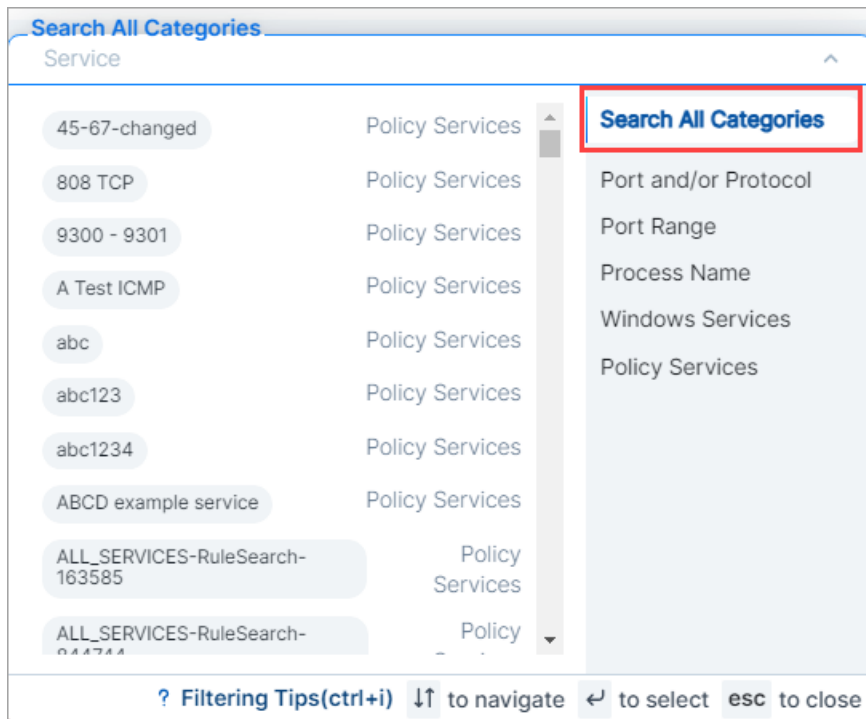 Search All Categories
Service
45-67-changed Policy Services
808 TCP Policy Services
9300 - 9301 Policy Services
A Test ICMP Policy Services
abc Policy Services
abc123 Policy Services
abc1234 Policy Services
ABCD example service Policy Services
ALL_SERVICES-RuleSearch- Policy
163585 Services
ALL_SERVICES-RuleSearch- Policy
Search All Categories
Port and/or Protocol
Port Range
Process Name
Windows Services
Policy Services
? Filtering Tips(ctrl+i) ↓↑ to navigate ↵ to select esc to close